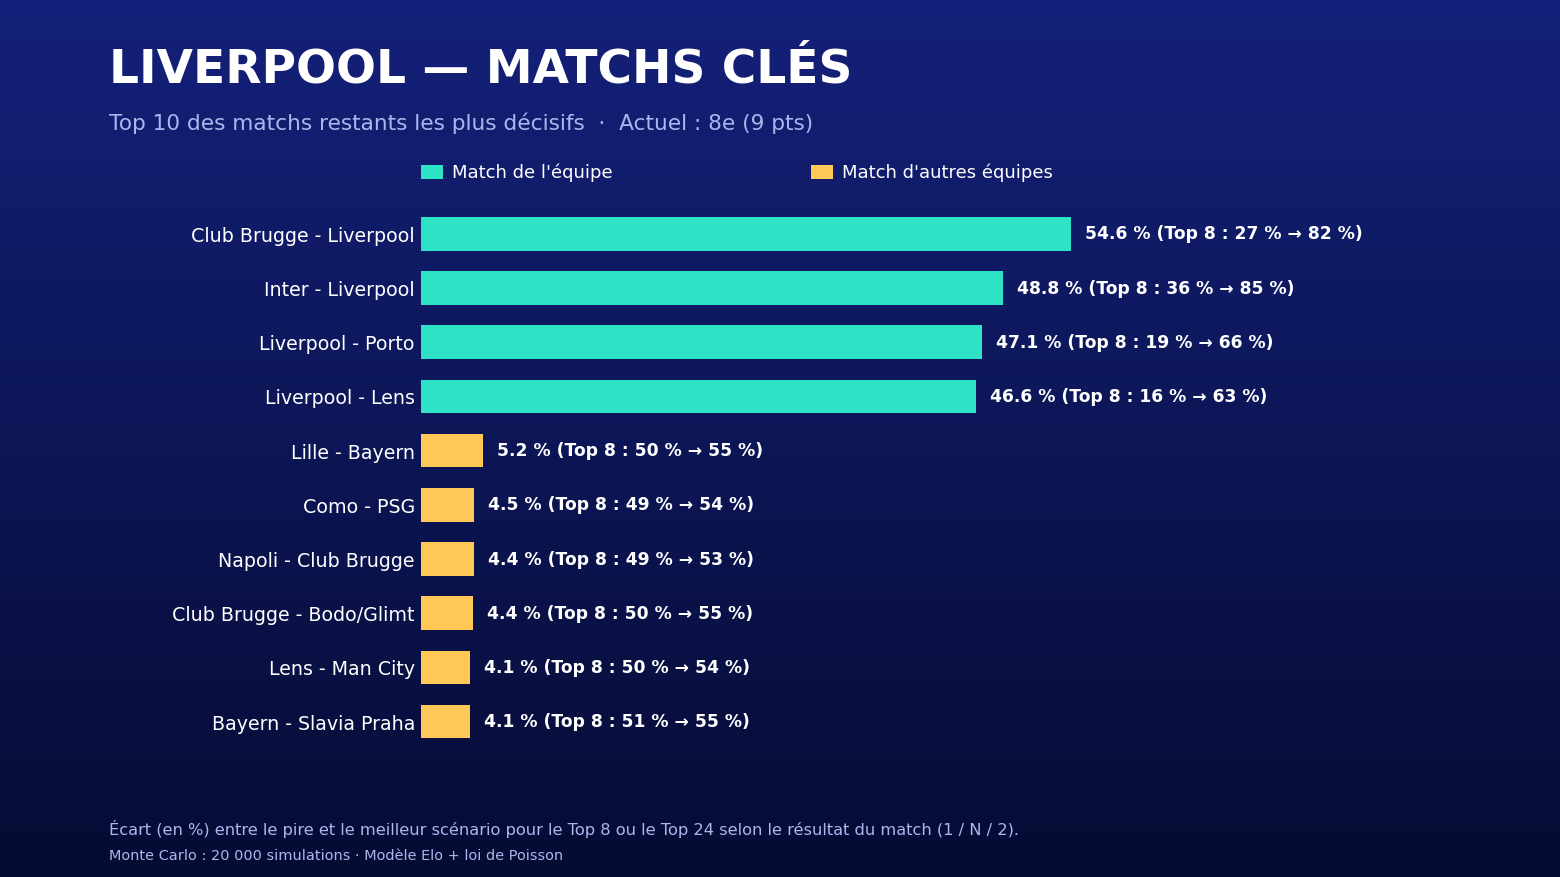 LIVERPOOL — MATCHS CLÉS
Top 10 des matchs restants les plus décisifs · Actuel : 8e (9 pts)
Match de l'équipe
Match d'autres équipes
Club Brugge - Liverpool 54.6 % (Top 8 : 27 % → 82 %)
Inter - Liverpool 48.8 % (Top 8 : 36 % → 85 %)
Liverpool - Porto 47.1 % (Top 8 : 19 % → 66 %)
Liverpool - Lens 46.6 % (Top 8 : 16 % → 63 %)
Lille - Bayern 5.2 % (Top 8 : 50 % → 55 %)
Como - PSG 4.5 % (Top 8 : 49 % → 54 %)
Napoli - Club Brugge 4.4 % (Top 8 : 49 % → 53 %)
Club Brugge - Bodo/Glimt 4.4 % (Top 8 : 50 % → 55 %)
Lens - Man City 4.1 % (Top 8 : 50 % → 54 %)
Bayern - Slavia Praha 4.1 % (Top 8 : 51 % → 55 %)
Écart (en %) entre le pire et le meilleur scénario pour le Top 8 ou le Top 24 selon le résultat du match (1 / N / 2).
Monte Carlo : 20 000 simulations · Modèle Elo + loi de Poisson